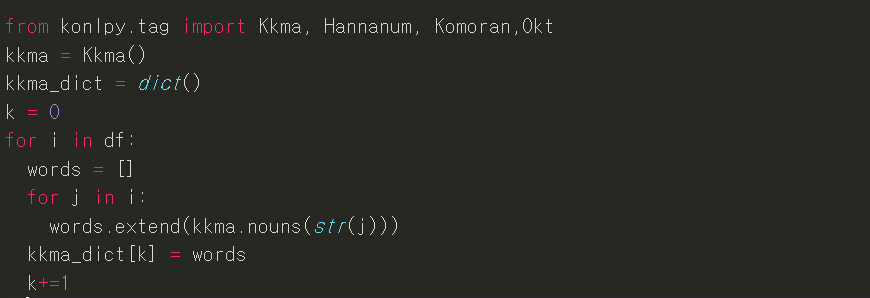 from konlpy.tag import Kkma, Hannanum, Komoran,Okt
kkma = Kkma()
kkma_dict = dict()
k = 0
for i in df:
  words = []
  for j in i:
    words.extend(kkma.nouns(str(j)))
  kkma_dict[k] = words
  k+=1